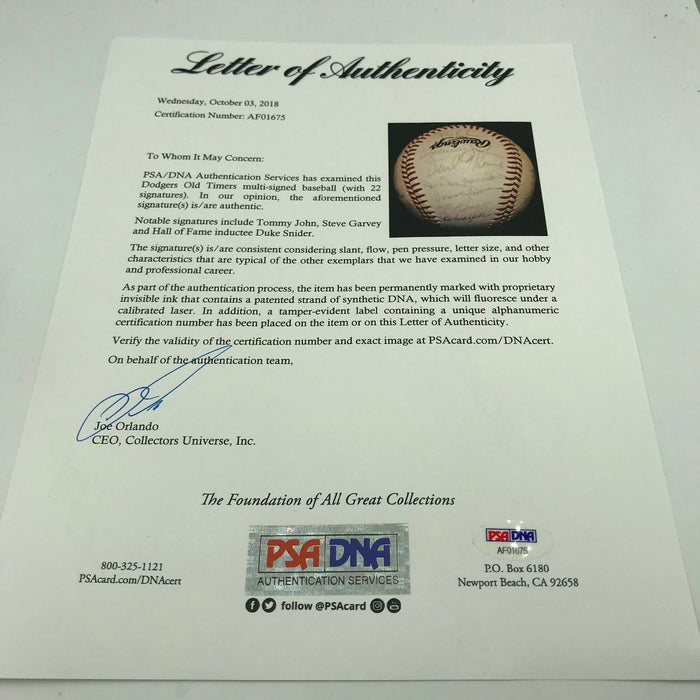 Letter of Authenticity
Wednesday, October 03, 2018
Certification Number: AF01675
Rawlings
To Whom It May Concern:
PSA/DNA Authentication Services has examined this
Dodgers Old Timers multi-signed baseball (with 22
signatures). In our opinion, the aforementioned
signature(s) is/are authentic.
Notable signatures include Tommy John, Steve Garvey
and Hall of Fame inductee Duke Snider.
The signature(s) is/are consistent considering slant, flow, pen pressure, letter size, and other
characteristics that are typical of the other exemplars that we have examined in our hobby
and professional career.
As part of the authentication process, the item has been permanently marked with proprietary
invisible ink that contains a patented strand of synthetic DNA, which will fluoresce under a
calibrated laser. In addition, a tamper-evident label containing a unique alphanumeric
certification number has been placed on the item or on this Letter of Authenticity.
Verify the validity of the certification number and exact image at PSAcard.com/DNAcert.
On behalf of the authentication team,
Joe Orlando
CEO, Collectors Universe, Inc.
The Foundation of All Great Collections
800-325-1121
PSAcard.com/DNAcert
PSA DNA
AUTHENTICATION SERVICES
follow @PSAcard
PSA DNA
AF01675
P.O. Box 6180
Newport Beach, CA 92658